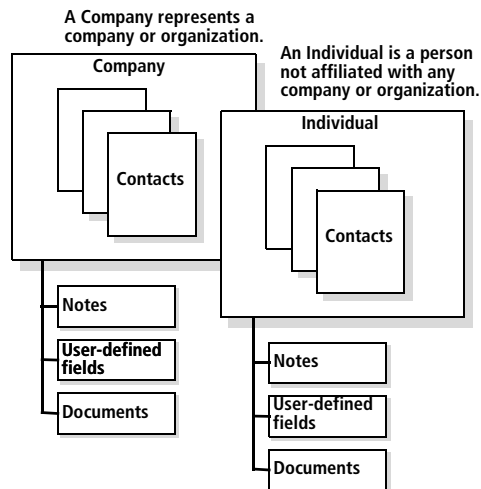 A Company represents a
company or organization.
An Individual is a person
not affiliated with any
company or organization.
Company
Contacts
Individual
Contacts
Notes
User-defined
fields
Documents
Notes
User-defined
fields
Documents